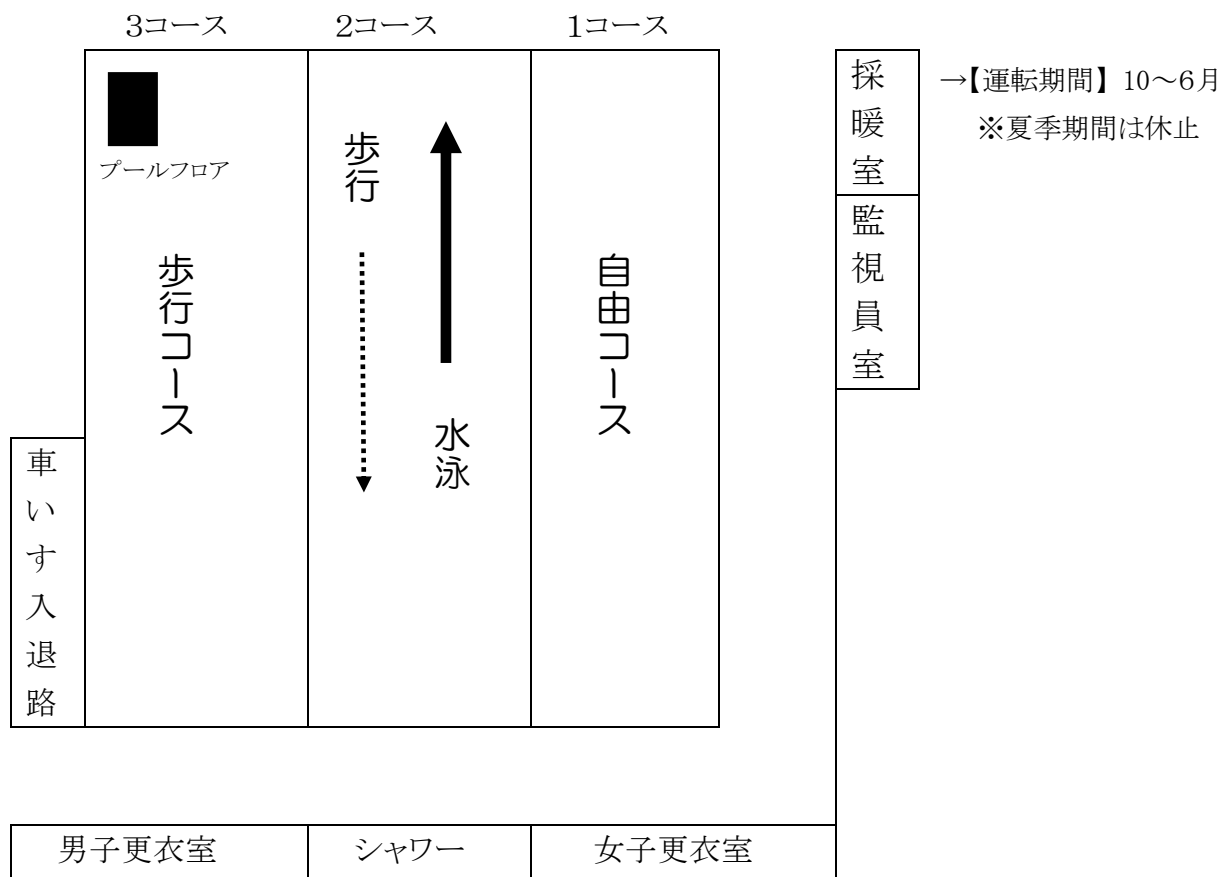 3コース
2コース
1コース
採暖室
→【運転期間】 10～6月
※夏季期間は休止
プールフロア
歩行
監視員室
歩行コース
自由コース
水泳
車いす入退路
男子更衣室
シャワー
女子更衣室